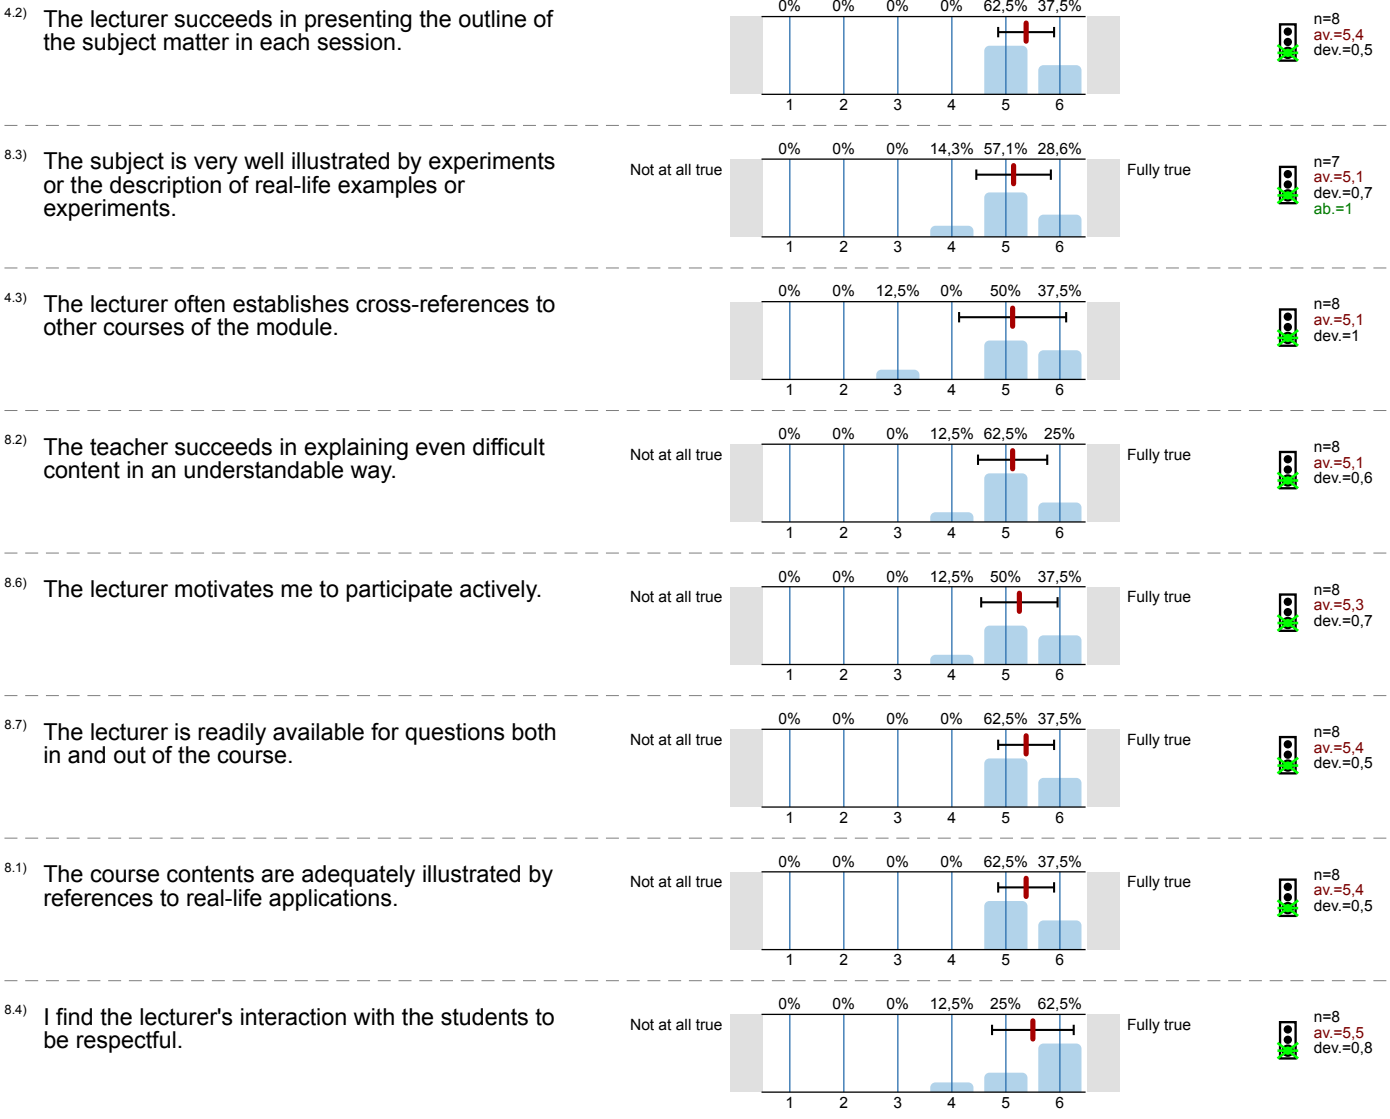 4.2) The lecturer succeeds in presenting the outline of
the subject matter in each session.
0% 0% 0% 0% 62,5% 37,5%
1 2 3 4 5 6
n=8
av.=5,4
dev.=0,5
8.3) The subject is very well illustrated by experiments
or the description of real-life examples or
experiments.
Not at all true
0% 0% 0% 14,3% 57,1% 28,6%
1 2 3 4 5 6
Fully true
n=7
av.=5,1
dev.=0,7
ab.=1
4.3) The lecturer often establishes cross-references to
other courses of the module.
0% 0% 12,5% 0% 50% 37,5%
1 2 3 4 5 6
n=8
av.=5,1
dev.=1
8.2) The teacher succeeds in explaining even difficult
content in an understandable way.
Not at all true
0% 0% 0% 12,5% 62,5% 25%
1 2 3 4 5 6
Fully true
n=8
av.=5,1
dev.=0,6
8.6) The lecturer motivates me to participate actively.
Not at all true
0% 0% 0% 12,5% 50% 37,5%
1 2 3 4 5 6
Fully true
n=8
av.=5,3
dev.=0,7
8.7) The lecturer is readily available for questions both
in and out of the course.
Not at all true
0% 0% 0% 0% 62,5% 37,5%
1 2 3 4 5 6
Fully true
n=8
av.=5,4
dev.=0,5
8.1) The course contents are adequately illustrated by
references to real-life applications.
Not at all true
0% 0% 0% 0% 62,5% 37,5%
1 2 3 4 5 6
Fully true
n=8
av.=5,4
dev.=0,5
8.4) I find the lecturer's interaction with the students to
be respectful.
Not at all true
0% 0% 0% 12,5% 25% 62,5%
1 2 3 4 5 6
Fully true
n=8
av.=5,5
dev.=0,8